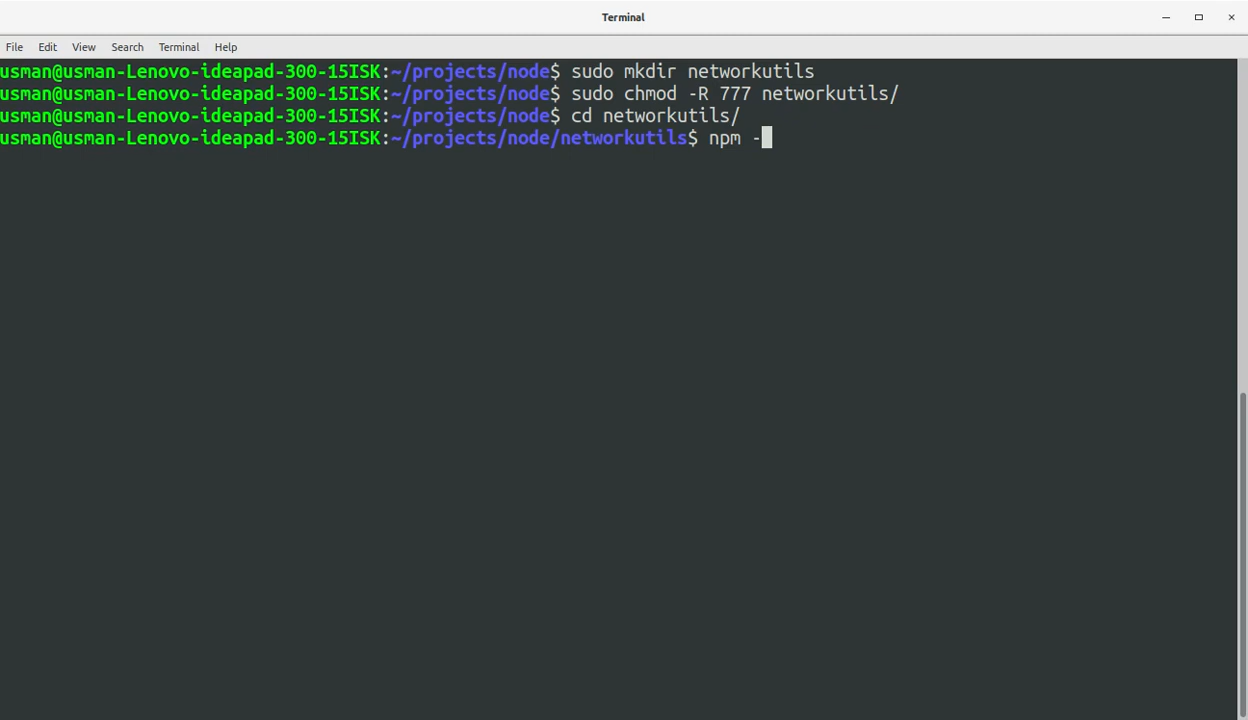 Terminal
File Edit View Search Terminal Help
usman@usman-Lenovo-ideapad-300-15ISK:~/projects/node$ sudo mkdir networkutils
usman@usman-Lenovo-ideapad-300-15ISK:~/projects/node$ sudo chmod -R 777 networkutils/
usman@usman-Lenovo-ideapad-300-15ISK:~/projects/node$ cd networkutils/
usman@usman-Lenovo-ideapad-300-15ISK:~/projects/node/networkutils$ npm -